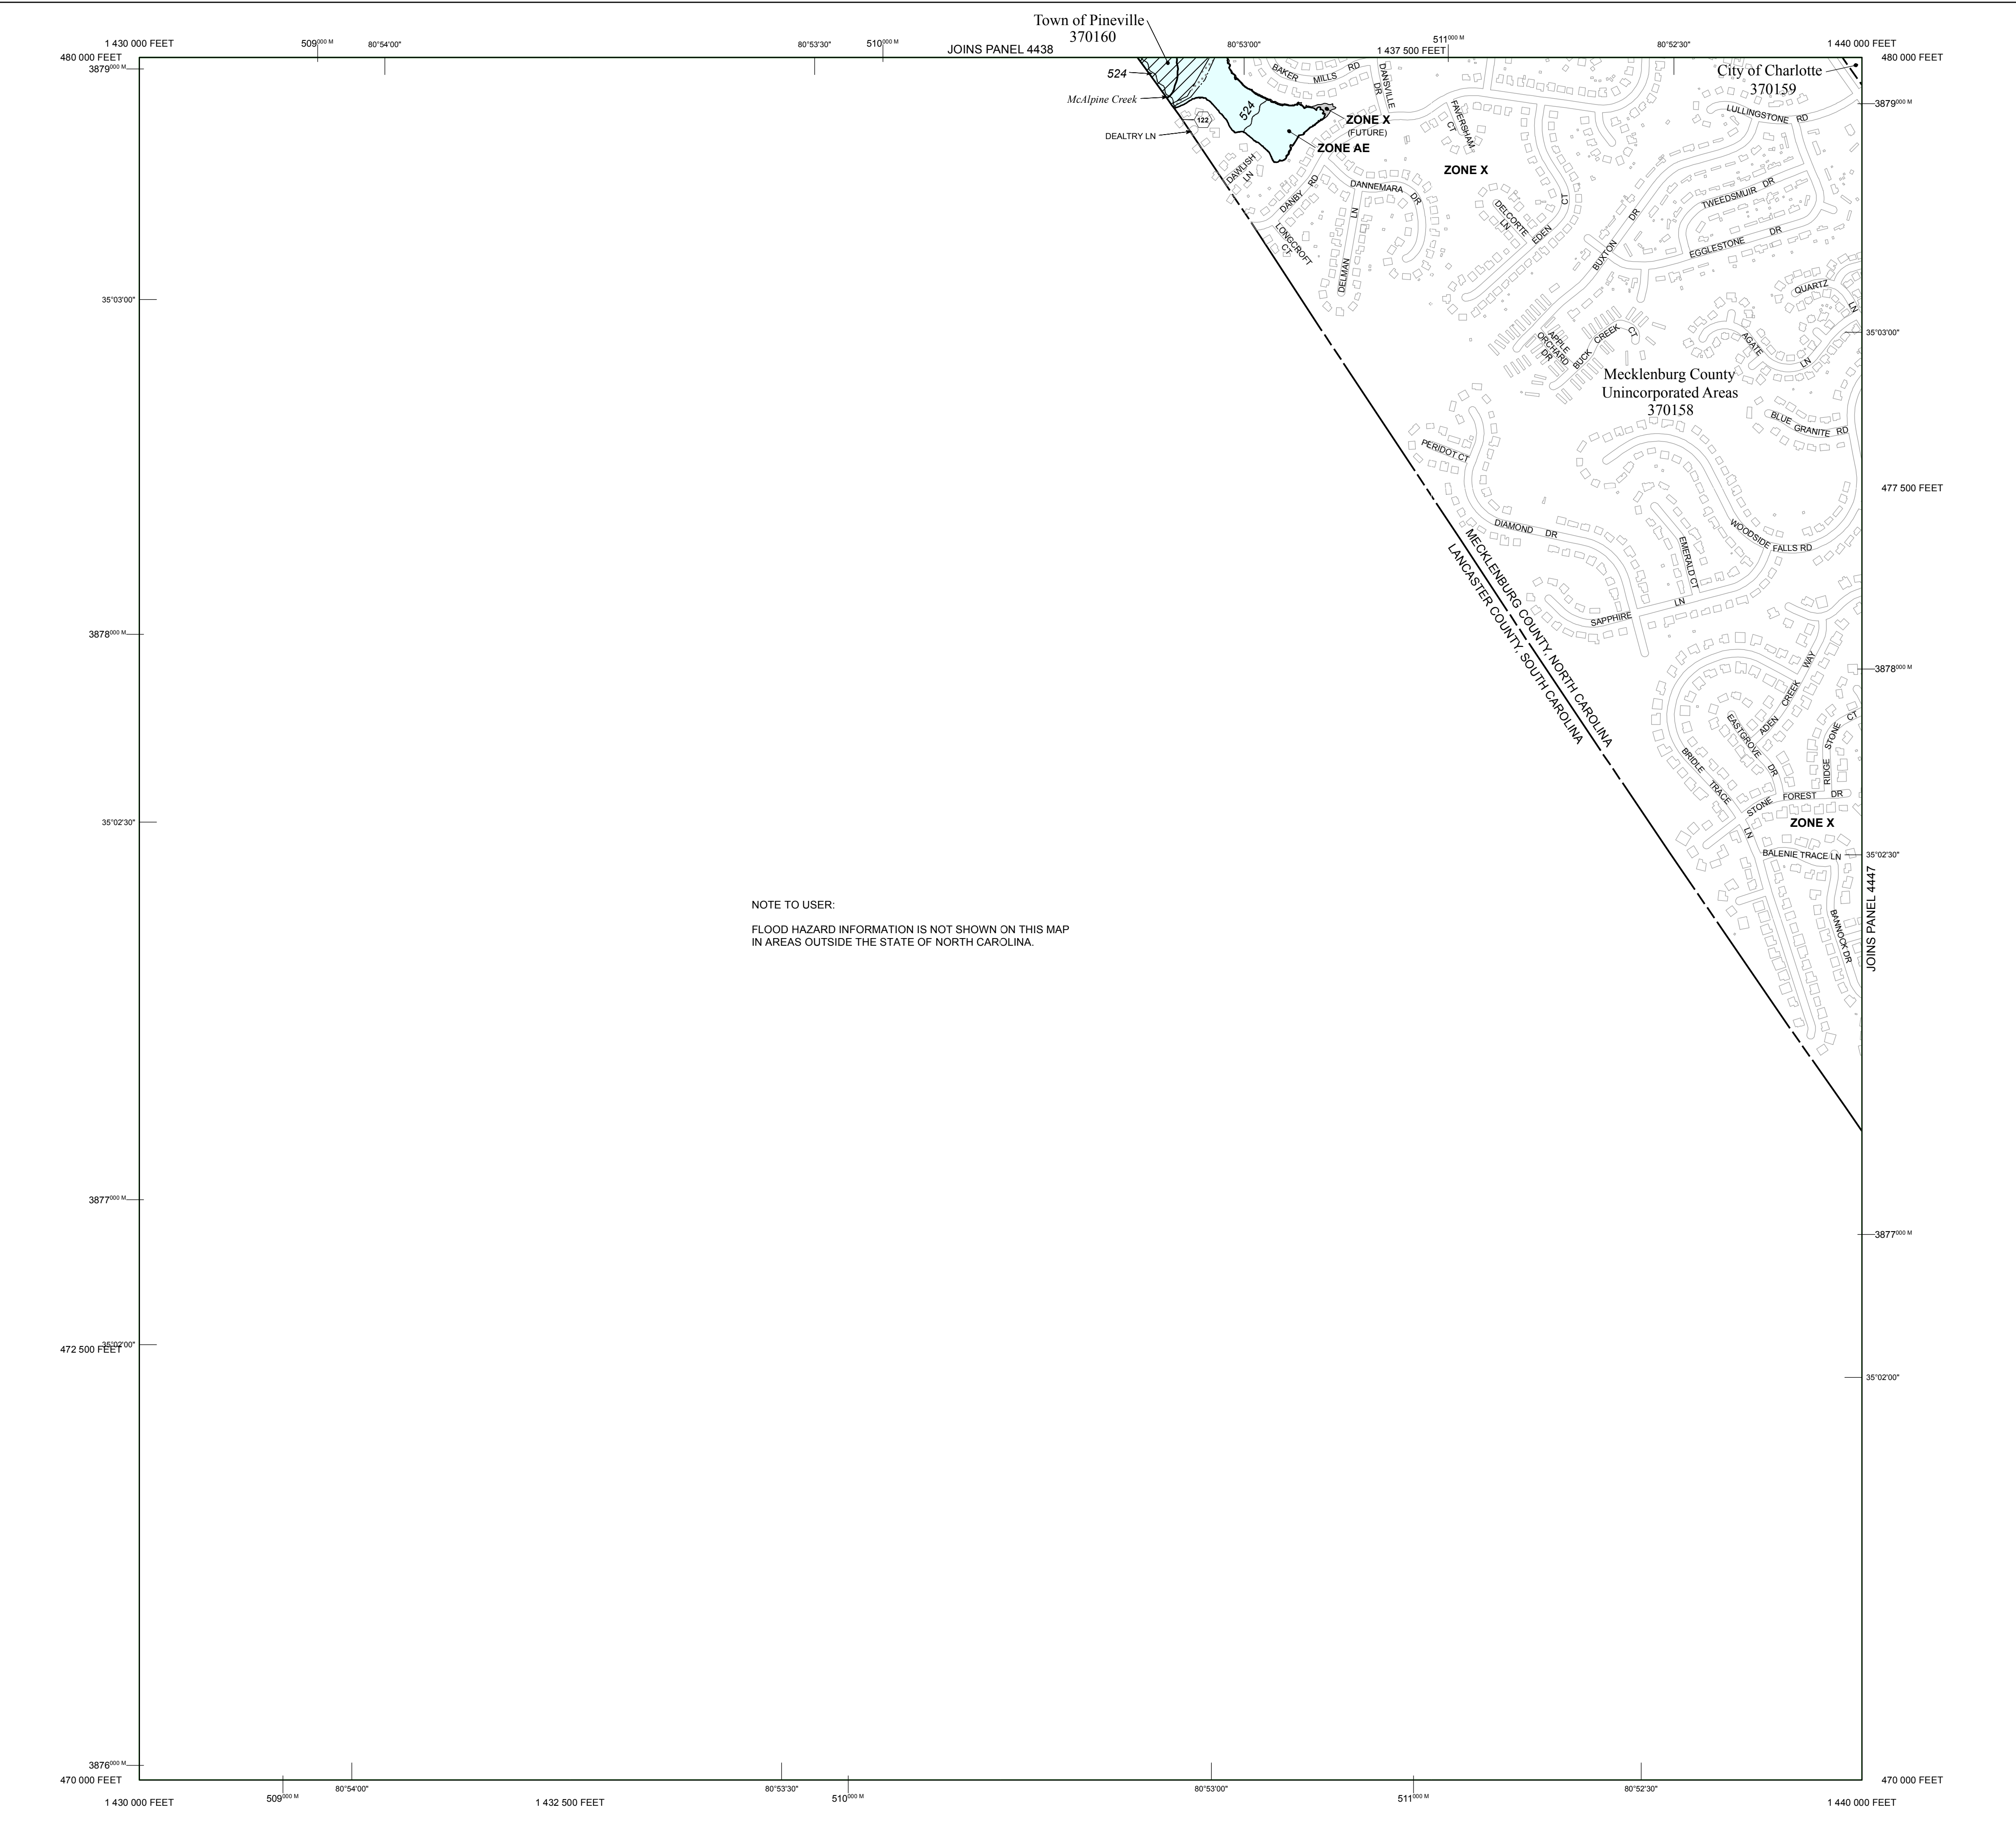 Town of Pineville
370160
1 430 000 FEET
509000 M
80°54'00"
80°53'30"
510000 M
JOINS PANEL 4438
80°53'00"
1 437 500 FEET
511000 M
80°52'30"
1 440 000 FEET
480 000 FEET
3879000 M
480 000 FEET
City of Charlotte
370159
3879000 M
524
McAlpine Creek
DEALTRY LN
122
524
BAKER MILLS RD
DANSVILLE DR
ZONE X
(FUTURE)
ZONE AE
FAVERSHAM CT
ZONE X
LULLINGSTONE RD
DAWLISH LN
DANBY RD
DANNEMARA DR
LONGCROFT CT
DELMAN LN
DELCORTE LN
EDEN CT
BUXTON DR
TWEEDSMUIR DR
EGGLESTONE DR
QUARTZ LN
35°03'00"
35°03'00"
APPLE ORCHARD DR
BUCK CREEK CT
AGATE LN
Mecklenburg County
Unincorporated Areas
370158
BLUE GRANITE RD
PERIDOT CT
477 500 FEET
DIAMOND DR
WOODSIDE FALLS RD
EMERALD CT
SAPPHIRE LN
MECKLENBURG COUNTY, NORTH CAROLINA
LANCASTER COUNTY, SOUTH CAROLINA
3878000 M
3878000 M
ADEN CREEK WAY
EASTGROVE DR
RIDGE STONE CT
BRIDLE TRACE LN
STONE FOREST DR
ZONE X
35°02'30"
35°02'30"
BALENIE TRACE LN
BANNOCK DR
JOINS PANEL 4447
NOTE TO USER:
FLOOD HAZARD INFORMATION IS NOT SHOWN ON THIS MAP
IN AREAS OUTSIDE THE STATE OF NORTH CAROLINA.
3877000 M
3877000 M
35°02'00"
472 500 FEET
35°02'00"
3876000 M
470 000 FEET
470 000 FEET
1 430 000 FEET
509000 M
80°54'00"
1 432 500 FEET
80°53'30"
510000 M
80°53'00"
511000 M
80°52'30"
1 440 000 FEET